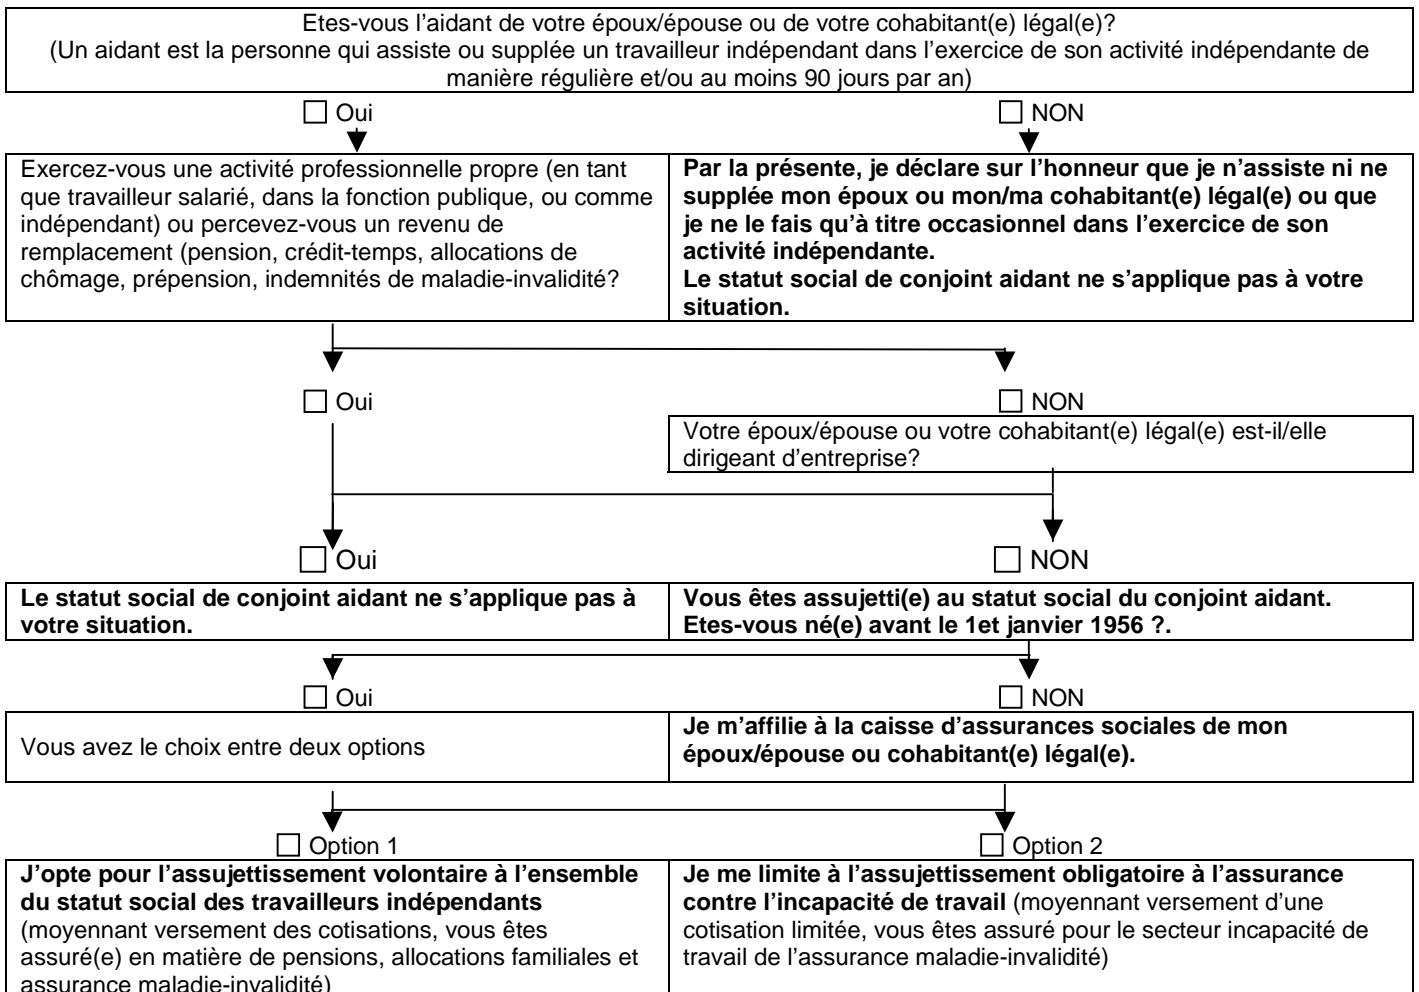 Etes-vous l'aidant de votre époux/épouse ou de votre cohabitant(e) légal(e)?
(Un aidant est la personne qui assiste ou supplée un travailleur indépendant dans l'exercice de son activité indépendante de
manière régulière et/ou au moins 90 jours par an)
Oui
NON
Exercez-vous une activité professionnelle propre (en tant
que travailleur salarié, dans la fonction publique, ou comme
indépendant) ou percevez-vous un revenu de
remplacement (pension, crédit-temps, allocations de
chômage, prépension, indemnités de maladie-invalidité?
Par la présente, je déclare sur l'honneur que je n'assiste ni ne
supplée mon époux ou mon/ma cohabitant(e) légal(e) ou que
je ne le fais qu'à titre occasionnel dans l'exercice de son
activité indépendante.
Le statut social de conjoint aidant ne s'applique pas à votre
situation.
Oui
NON
Votre époux/épouse ou votre cohabitant(e) légal(e) est-il/elle
dirigeant d'entreprise?
Oui
NON
Le statut social de conjoint aidant ne s'applique pas à
votre situation.
Vous êtes assujetti(e) au statut social du conjoint aidant.
Etes-vous né(e) avant le 1et janvier 1956 ?.
Oui
NON
Vous avez le choix entre deux options
Je m'affilie à la caisse d'assurances sociales de mon
époux/épouse ou cohabitant(e) légal(e).
Option 1
Option 2
J'opte pour l'assujettissement volontaire à l'ensemble
du statut social des travailleurs indépendants
(moyennant versement des cotisations, vous êtes
assuré(e) en matière de pensions, allocations familiales et
assurance maladie-invalidité)
Je me limite à l'assujettissement obligatoire à l'assurance
contre l'incapacité de travail (moyennant versement d'une
cotisation limitée, vous êtes assuré pour le secteur incapacité de
travail de l'assurance maladie-invalidité)